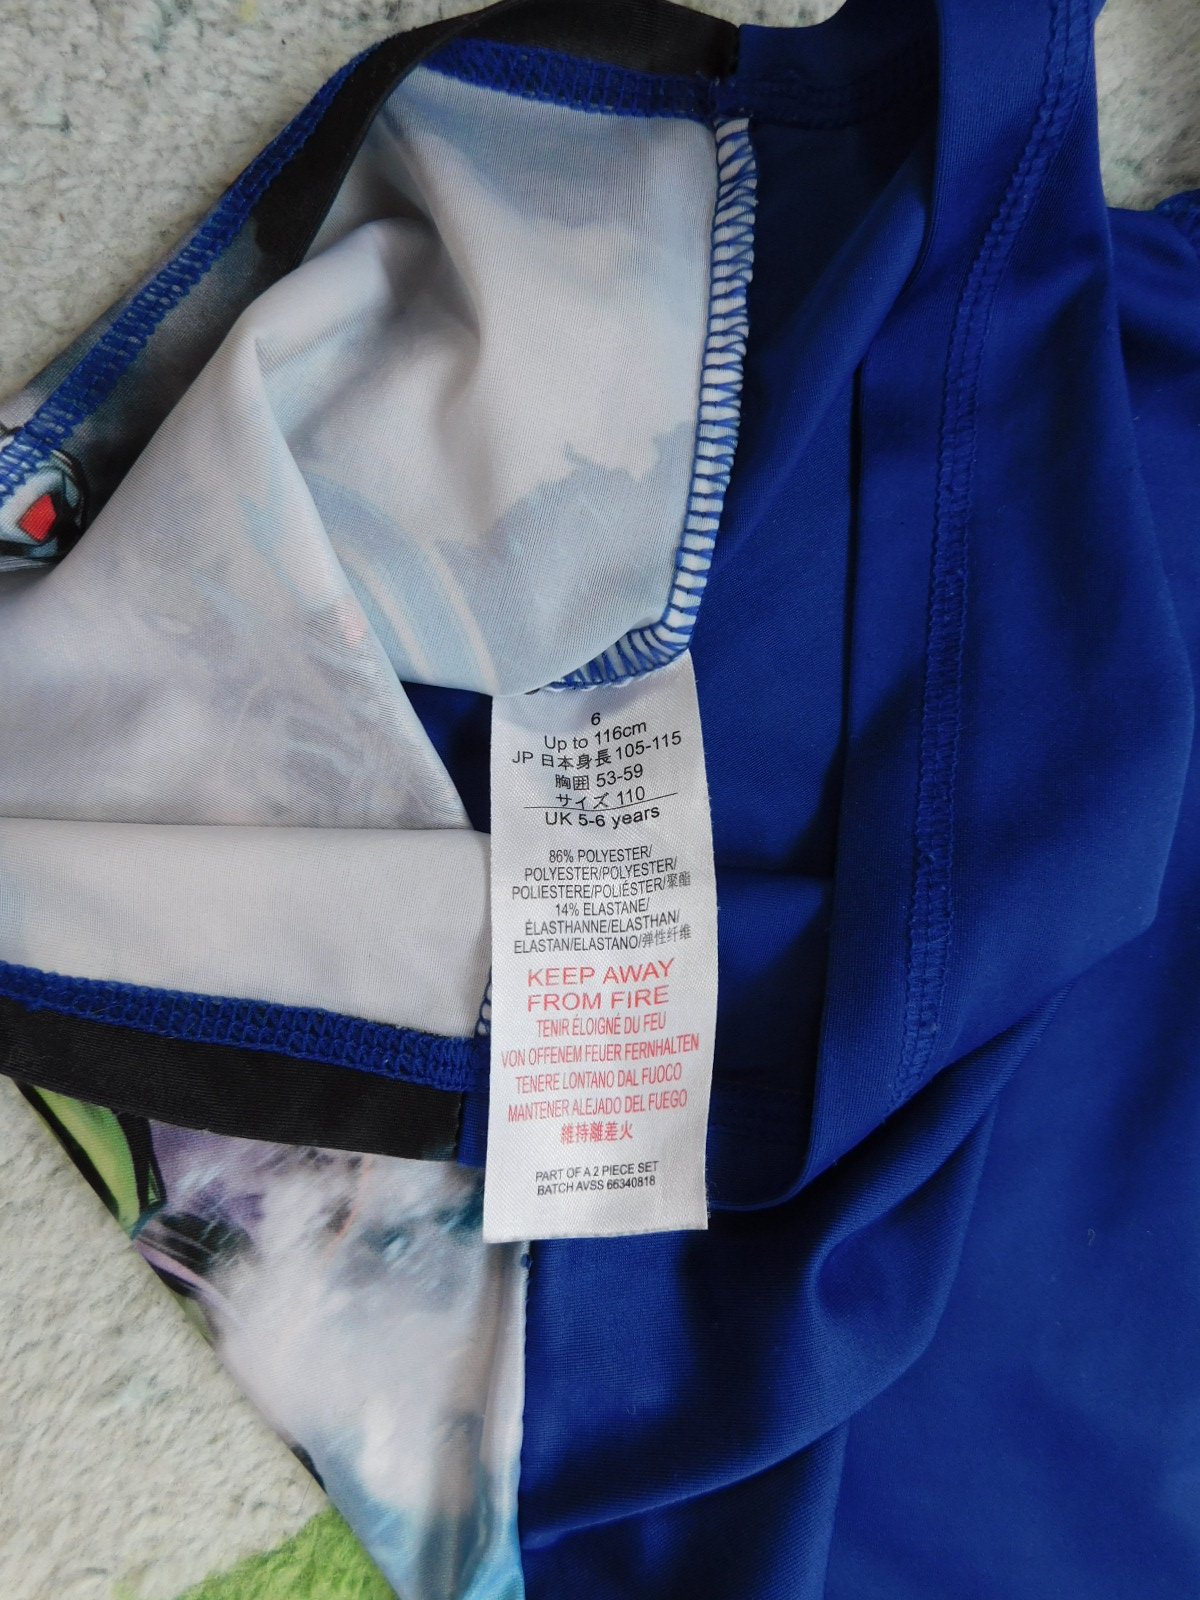 6
Up to 116cm
JP 日本身長 105-115
胸囲 53-59
サイズ 110
UK 5-6 years
86% POLYESTER/
POLYESTER/POLYESTER/
POLIESTERE/POLIÉSTER/聚酯
14% ELASTANE/
ÉLASTHANNE/ELASTHAN/
ELASTAN/ELASTANO/弹性纤维
KEEP AWAY
FROM FIRE
TENIR ÉLOIGNÉ DU FEU
VON OFFENEM FEUER FERNHALTEN
TENERE LONTANO DAL FUOCO
MANTENER ALEJADO DEL FUEGO
維持離差火
PART OF A 2 PIECE SET
BATCH AVSS 66340818